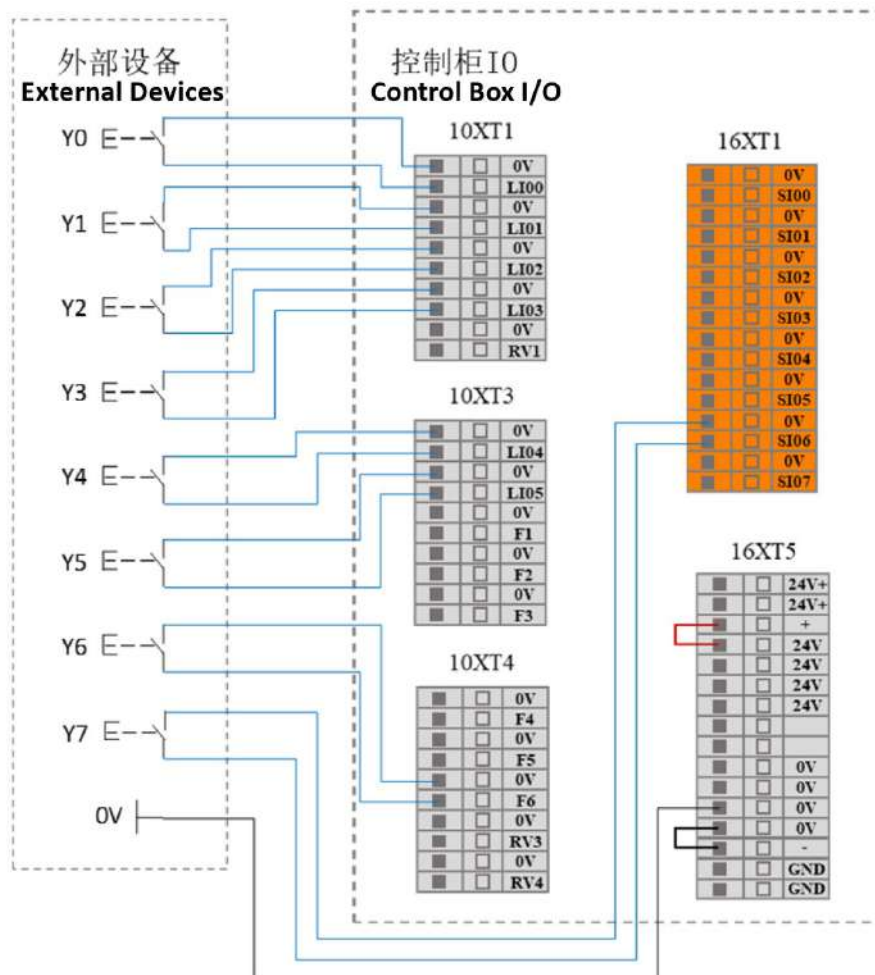 外部设备
External Devices
Y0
Y1
Y2
Y3
Y4
Y5
Y6
Y7
0V
控制柜IO
Control Box I/O
10XT1
0V
LI00
0V
LI01
0V
LI02
0V
LI03
0V
RV1
10XT3
0V
LI04
0V
LI05
0V
F1
0V
F2
0V
F3
10XT4
0V
F4
0V
F5
0V
F6
0V
RV3
0V
RV4
16XT1
0V
SI00
0V
SI01
0V
SI02
0V
SI03
0V
SI04
0V
SI05
0V
SI06
0V
SI07
16XT5
24V+
24V+
+
24V
24V
24V
24V
0V
0V
0V
0V
-
GND
GND